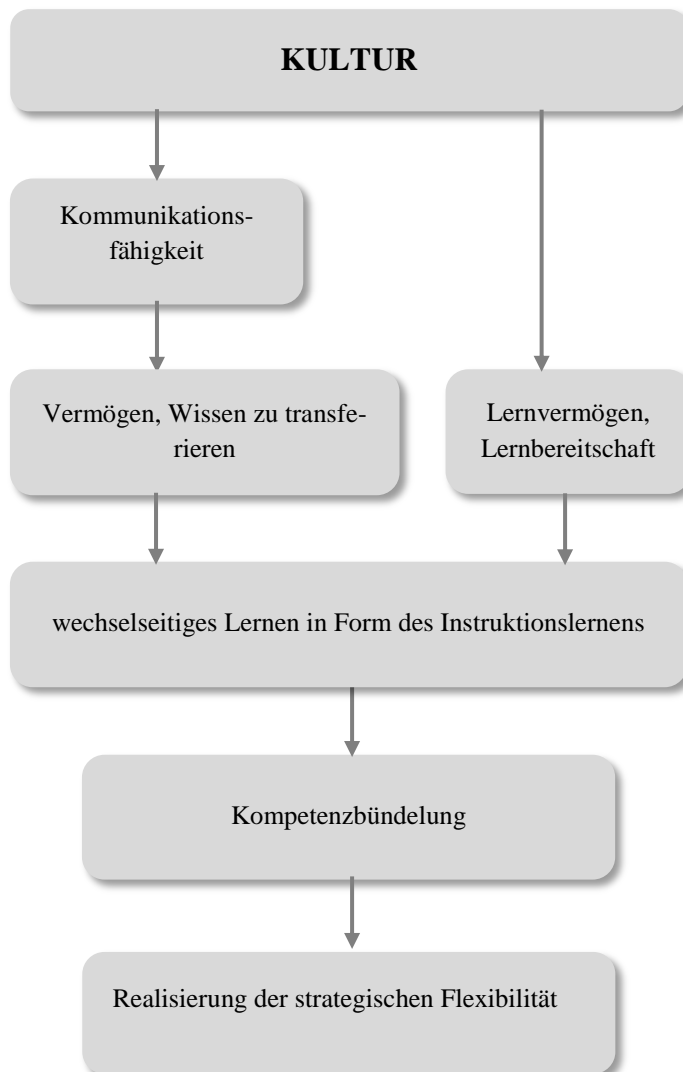 KULTUR
Kommunikations-
fähigkeit
Vermögen, Wissen zu transfe-
rieren
Lernvermögen,
Lernbereitschaft
wechselseitiges Lernen in Form des Instruktionslernens
Kompetenzbündelung
Realisierung der strategischen Flexibilität